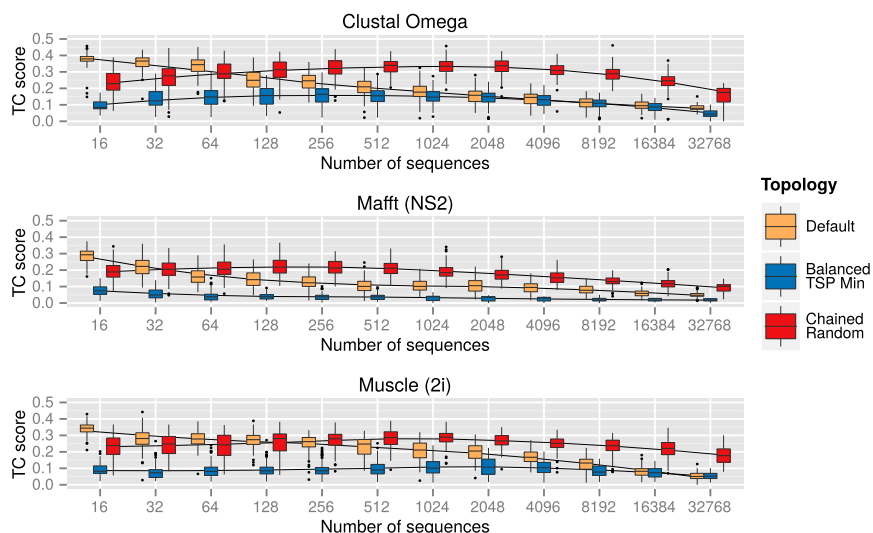 Clustal Omega
TC score
0.5
0.4
0.3
0.2
0.1
0.0
16 32 64 128 256 512 1024 2048 4096 8192 16384 32768
Number of sequences
Mafft (NS2)
TC score
0.5
0.4
0.3
0.2
0.1
0.0
16 32 64 128 256 512 1024 2048 4096 8192 16384 32768
Number of sequences
Muscle (2i)
TC score
0.5
0.4
0.3
0.2
0.1
0.0
16 32 64 128 256 512 1024 2048 4096 8192 16384 32768
Number of sequences
Topology
Default
Balanced
TSP Min
Chained
Random